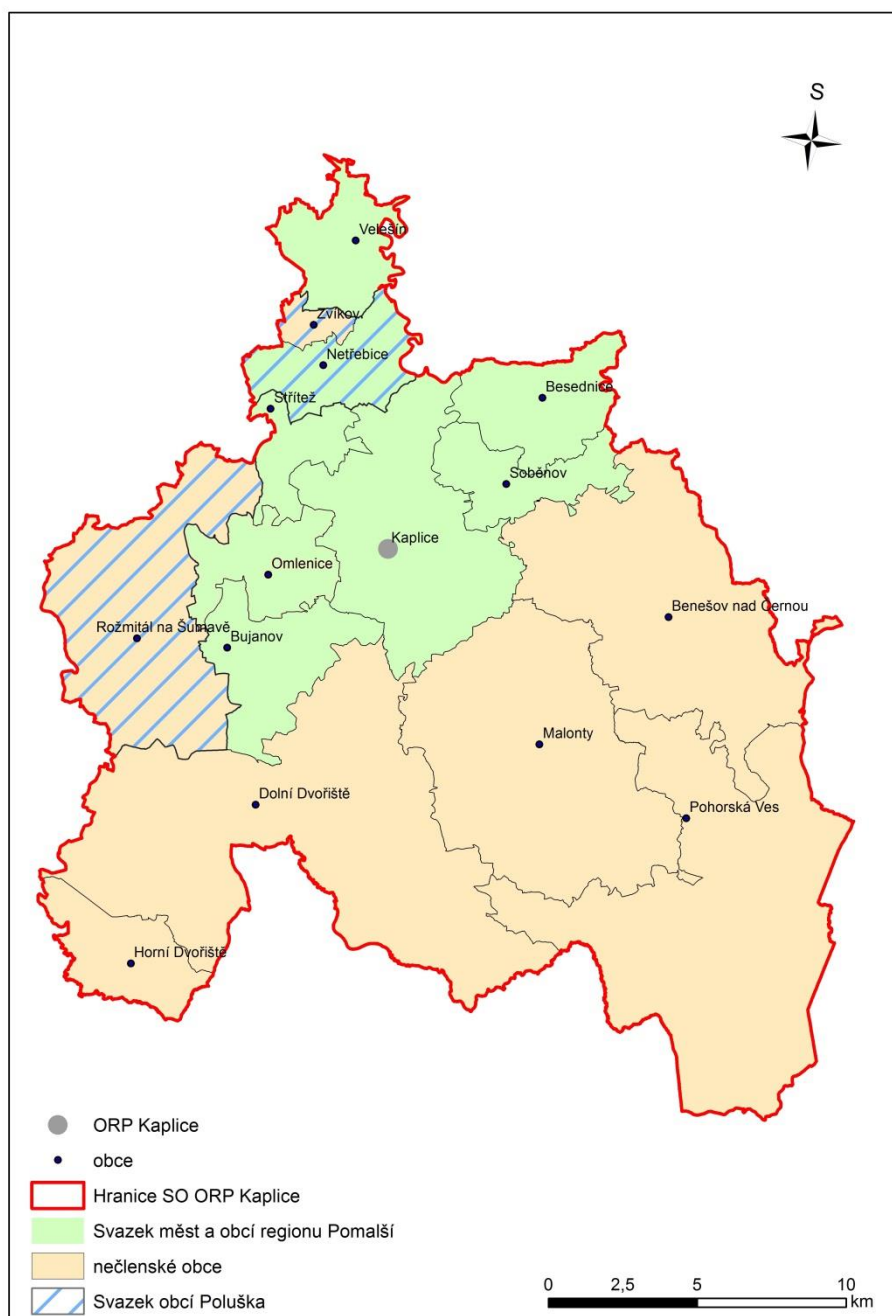 S
Velešín
Zvíkov
Netřebice
Besednice
Střítež
Soběnov
Kaplice
Omlenice
Benešov nad Černou
Rožmitál na Šumavě
Bujanov
Malonty
Dolní Dvořiště
Pohorská Ves
Horní Dvořiště
ORP Kaplice
obce
Hranice SO ORP Kaplice
Svazek měst a obcí regionu Pomalší
nečlenské obce
Svazek obcí Poluška
0 2,5 5 10
km